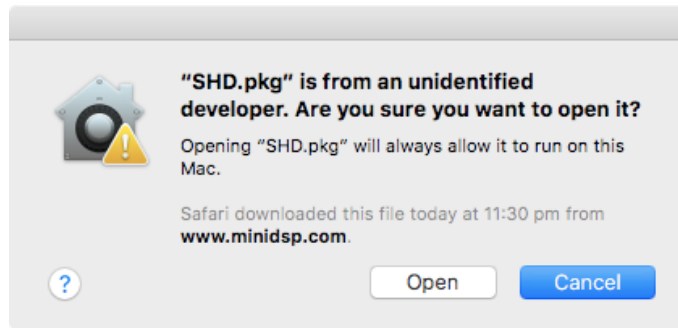 “SHD.pkg” is from an unidentified
developer. Are you sure you want to open it?
Opening “SHD.pkg” will always allow it to run on this
Mac.
Safari downloaded this file today at 11:30 pm from
www.minidsp.com.
?
Open
Cancel